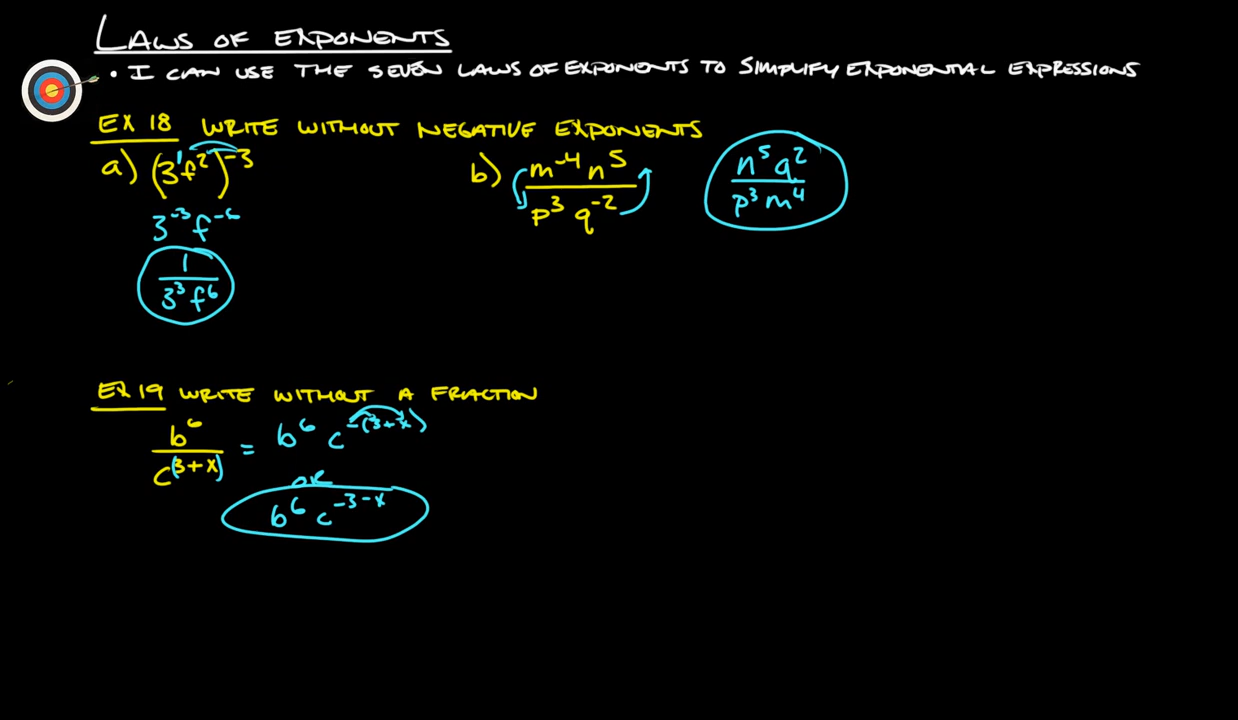 LAWS OF EXPONENTS
• I CAN USE THE SEVEN LAWS OF EXPONENTS TO SIMPLIFY EXPONENTIAL EXPRESSIONS
EX 18 WRITE WITHOUT NEGATIVE EXPONENTS
a) (3¹f²)⁻³
3⁻³f⁻⁶
1
3³f⁶
b) m⁻⁴n⁵
p³q⁻²
n⁵q²
p³m⁴
EX 19 WRITE WITHOUT A FRACTION
b⁶
c^(3+x)
= b⁶ c^-(3+x)
OR
b⁶ c^-3-x